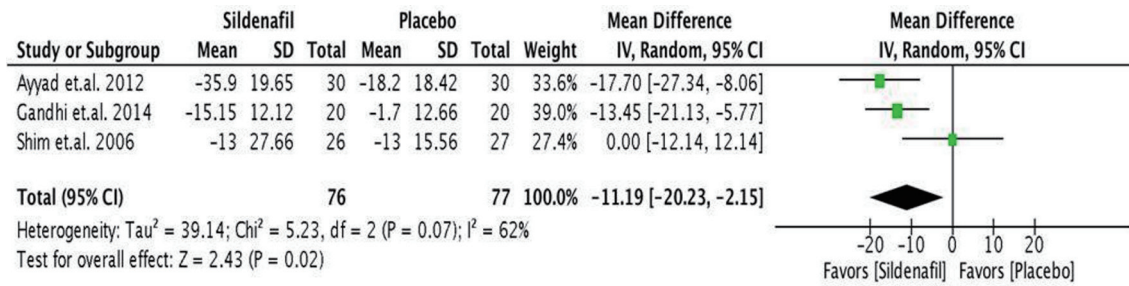 Sildenafil Placebo Mean Difference Mean Difference
Study or Subgroup Mean SD Total Mean SD Total Weight IV, Random, 95% CI IV, Random, 95% CI
Ayyad et.al. 2012 -35.9 19.65 30 -18.2 18.42 30 33.6% -17.70 [-27.34, -8.06]
Gandhi et.al. 2014 -15.15 12.12 20 -1.7 12.66 20 39.0% -13.45 [-21.13, -5.77]
Shim et.al. 2006 -13 27.66 26 -13 15.56 27 27.4% 0.00 [-12.14, 12.14]
Total (95% CI) 76 77 100.0% -11.19 [-20.23, -2.15]
Heterogeneity: Tau² = 39.14; Chi² = 5.23, df = 2 (P = 0.07); I² = 62%
Test for overall effect: Z = 2.43 (P = 0.02)
-20 -10 0 10 20
Favors [Sildenafil] Favors [Placebo]